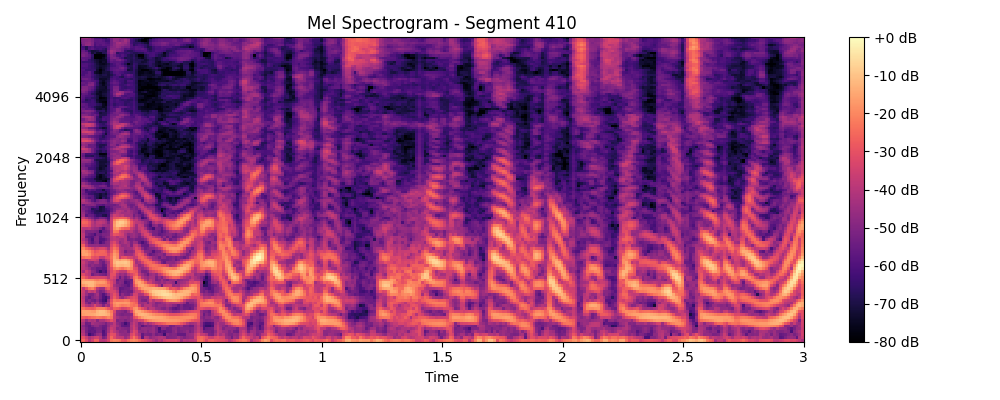 Mel Spectrogram - Segment 410
+0 dB
-10 dB
-20 dB
-30 dB
-40 dB
-50 dB
-60 dB
-70 dB
-80 dB
Frequency
4096
2048
1024
512
0
0 0.5 1 1.5 2 2.5 3
Time